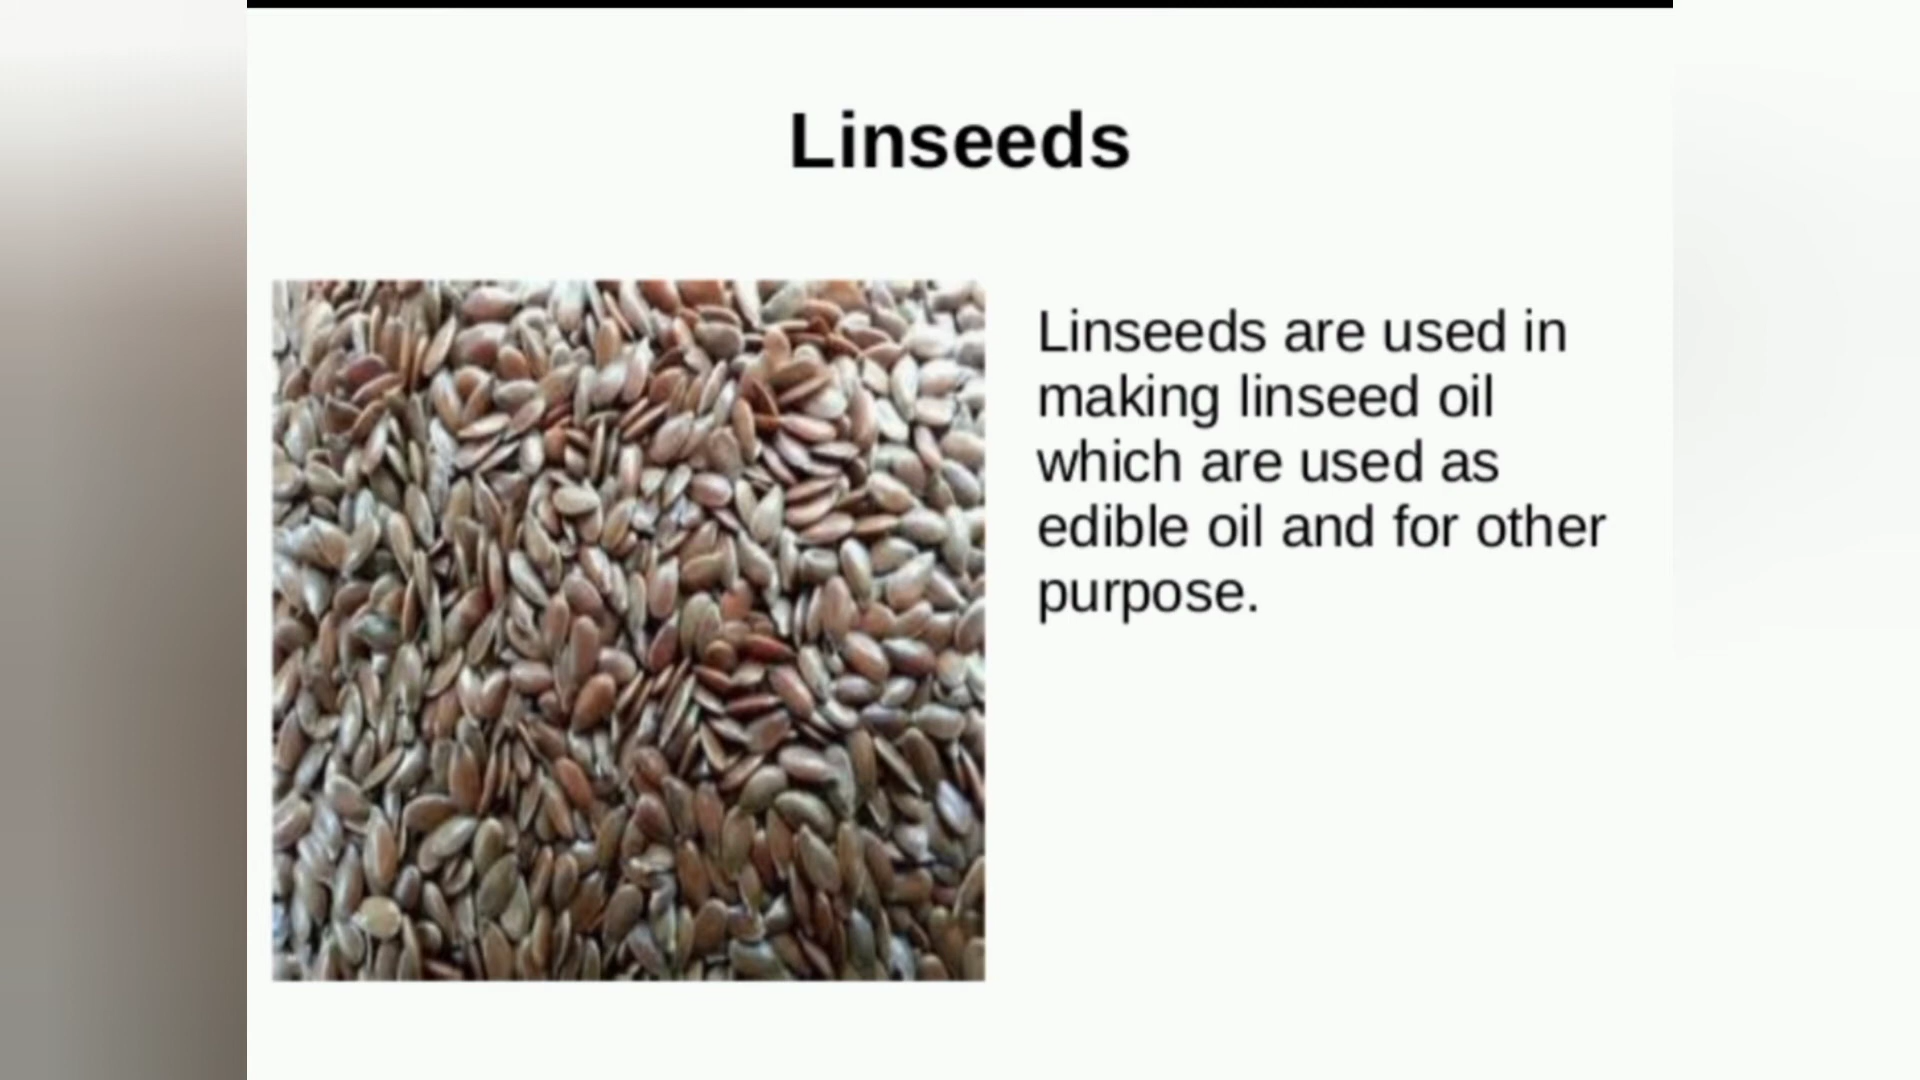 Linseeds
Linseeds are used in
making linseed oil
which are used as
edible oil and for other
purpose.